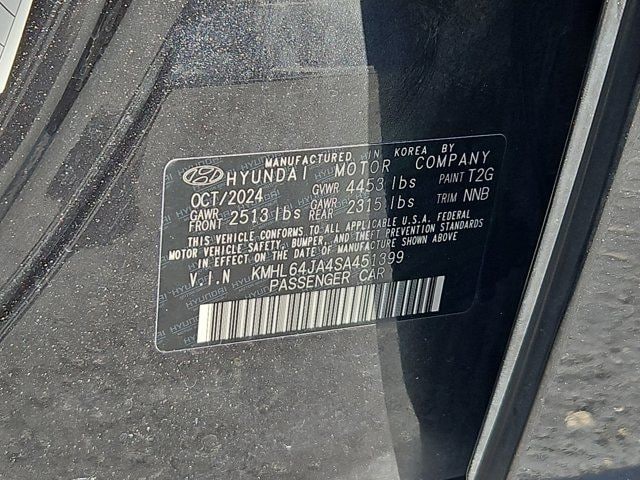 MANUFACTURED IN KOREA BY
HYUNDAI MOTOR COMPANY
OCT/2024 GVWR 4453 lbs PAINT T2G
GAWR FRONT 2513 lbs GAWR REAR 2315 lbs TRIM NNB
THIS VEHICLE CONFORMS TO ALL APPLICABLE U.S.A. FEDERAL
MOTOR VEHICLE SAFETY, BUMPER, AND THEFT PREVENTION STANDARDS
IN EFFECT ON THE DATE OF MANUFACTURE SHOWN ABOVE.
V.I.N KMHL64JA4SA451399
PASSENGER CAR